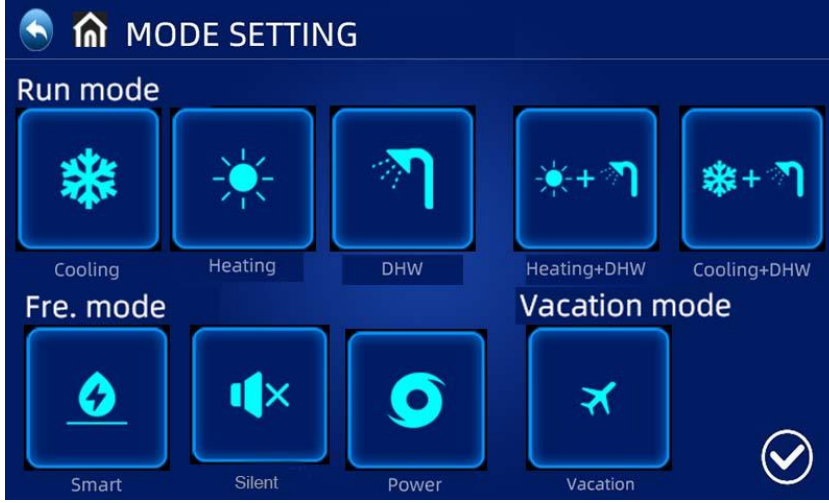 MODE SETTING
Run mode
Cooling
Heating
DHW
Heating+DHW
Cooling+DHW
Fre. mode
Vacation mode
Smart
Silent
Power
Vacation